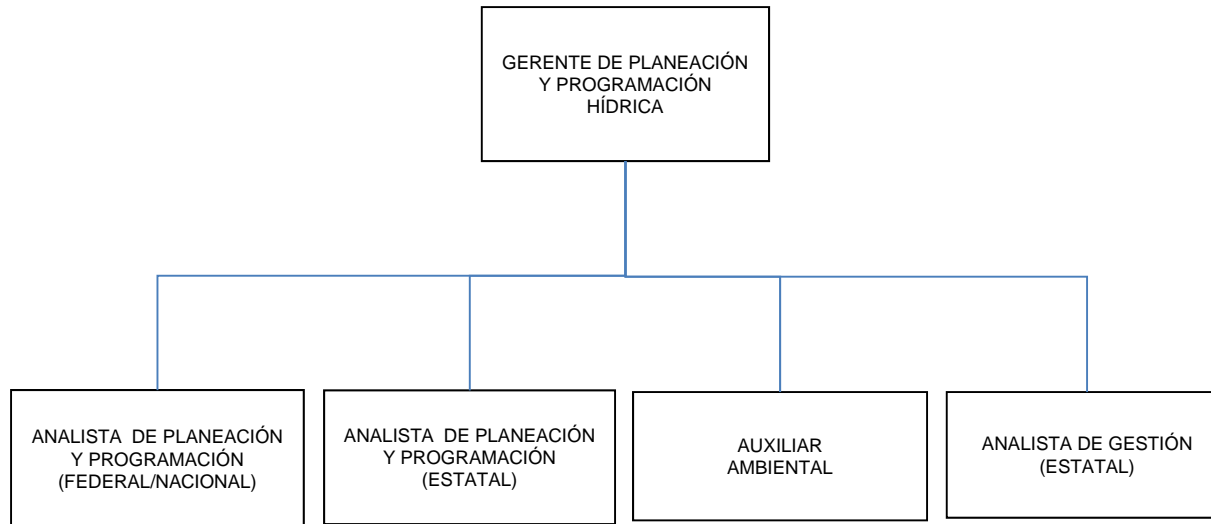 GERENTE DE PLANEACIÓN
Y PROGRAMACIÓN
HÍDRICA
ANALISTA DE PLANEACIÓN
Y PROGRAMACIÓN
(FEDERAL/NACIONAL)
ANALISTA DE PLANEACIÓN
Y PROGRAMACIÓN
(ESTATAL)
AUXILIAR
AMBIENTAL
ANALISTA DE GESTIÓN
(ESTATAL)